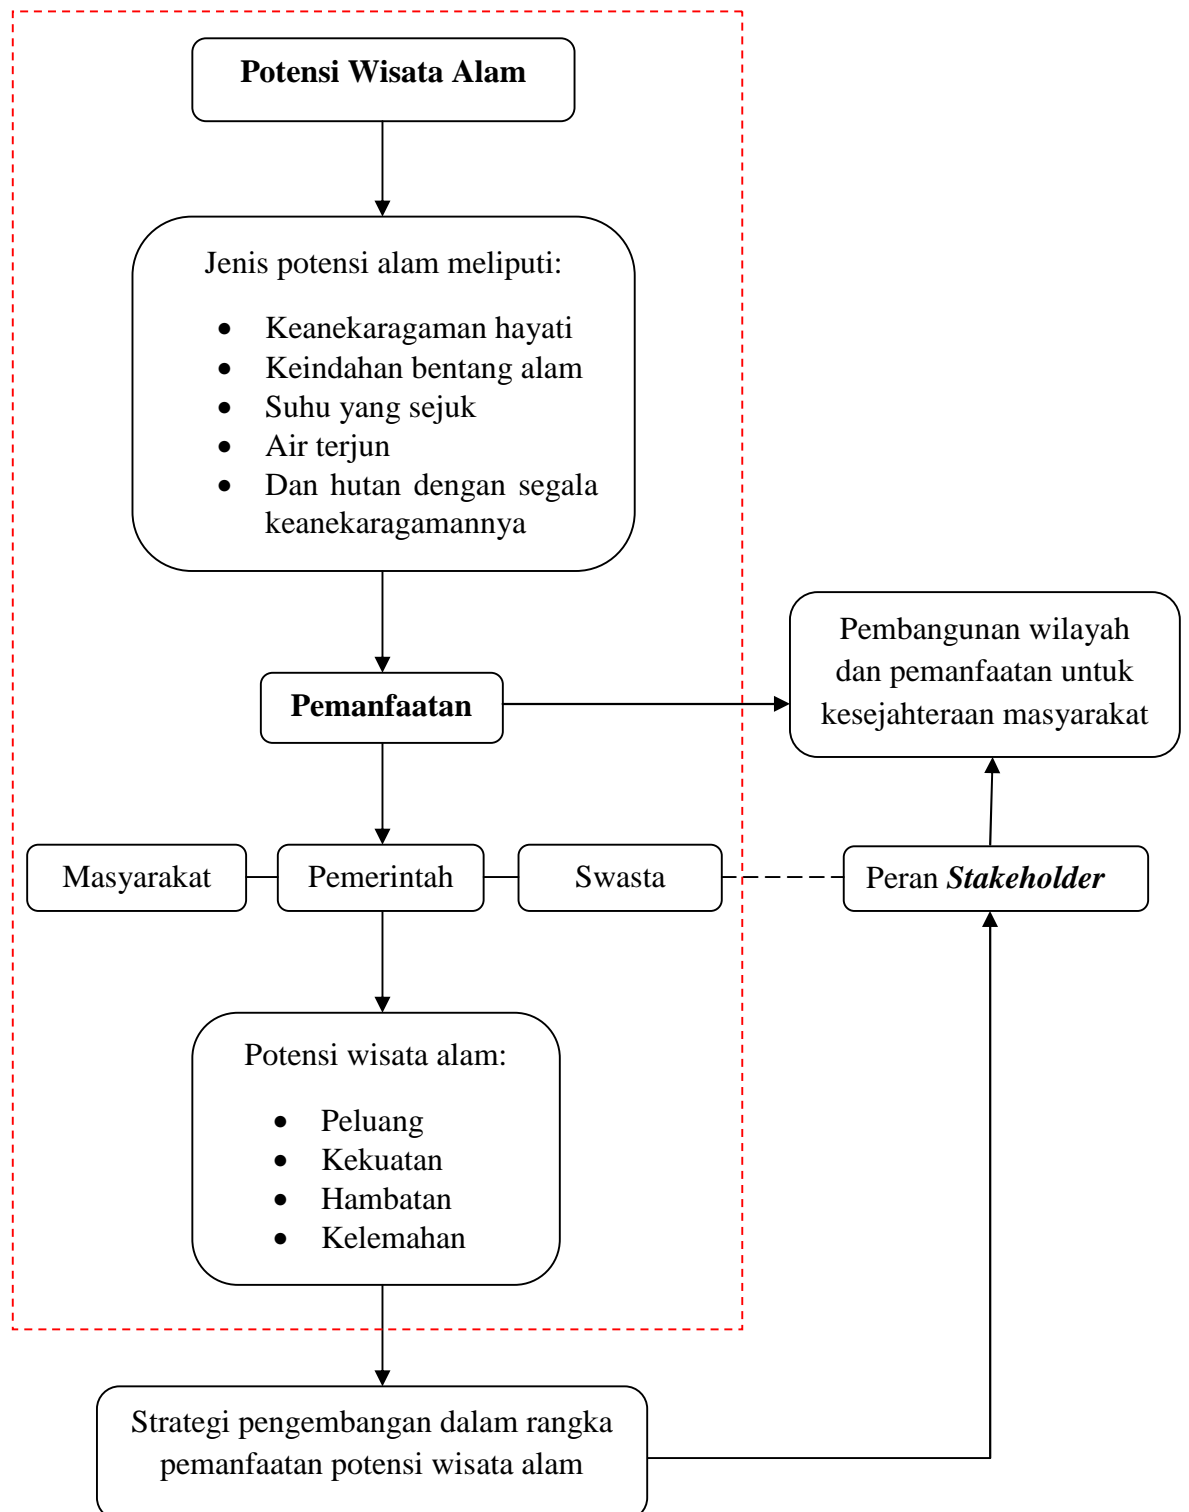 Potensi Wisata Alam
Jenis potensi alam meliputi:
• Keanekaragaman hayati
• Keindahan bentang alam
• Suhu yang sejuk
• Air terjun
• Dan hutan dengan segala
keanekaragamannya
Pembangunan wilayah
dan pemanfaatan untuk
kesejahteraan masyarakat
Pemanfaatan
Masyarakat
Pemerintah
Swasta
Peran Stakeholder
Potensi wisata alam:
• Peluang
• Kekuatan
• Hambatan
• Kelemahan
Strategi pengembangan dalam rangka
pemanfaatan potensi wisata alam